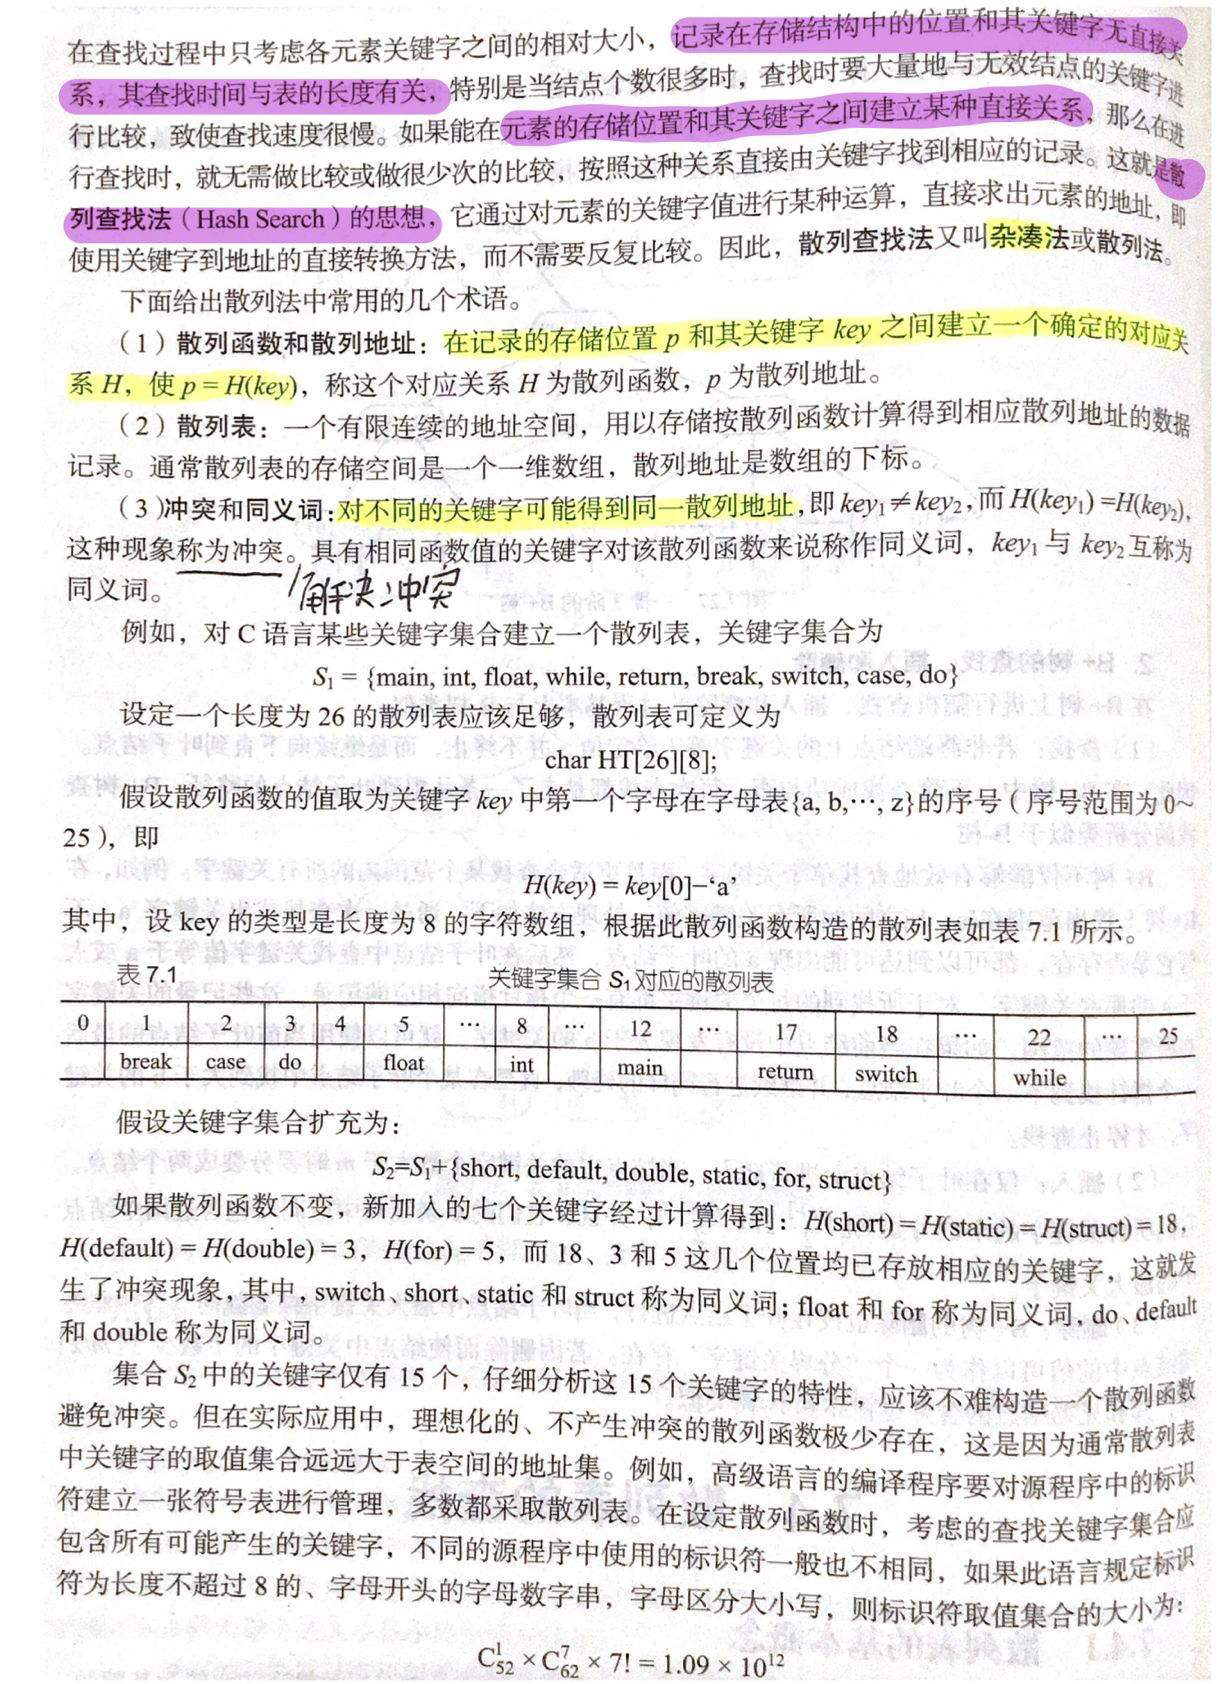 在查找过程中只考虑各元素关键字之间的相对大小，记录在存储结构中的位置和其关键字无直接关
系，其查找时间与表的长度有关，特别是当结点个数很多时，查找时要大量地与无效结点的关键字进
行比较，致使查找速度很慢。如果能在元素的存储位置和其关键字之间建立某种直接关系，那么在进
行查找时，就无需做比较或做很少次的比较，按照这种关系直接由关键字找到相应的记录。这就是散
列查找法（Hash Search）的思想，它通过对元素的关键字值进行某种运算，直接求出元素的地址，即
使用关键字到地址的直接转换方法，而不需要反复比较。因此，散列查找法又叫杂凑法或散列法。
下面给出散列法中常用的几个术语。
（1）散列函数和散列地址：在记录的存储位置 p 和其关键字 key 之间建立一个确定的对应关
系 H，使 p = H(key)，称这个对应关系 H 为散列函数，p 为散列地址。
（2）散列表：一个有限连续的地址空间，用以存储按散列函数计算得到相应散列地址的数据
记录。通常散列表的存储空间是一个一维数组，散列地址是数组的下标。
（3）冲突和同义词：对不同的关键字可能得到同一散列地址，即 key₁≠key₂，而 H(key₁) =H(key₂)，
这种现象称为冲突。具有相同函数值的关键字对该散列函数来说称作同义词，key₁ 与 key₂ 互称为
同义词。 解决冲突
例如，对 C 语言某些关键字集合建立一个散列表，关键字集合为
S₁ = {main, int, float, while, return, break, switch, case, do}
设定一个长度为 26 的散列表应该足够，散列表可定义为
char HT[26][8];
假设散列函数的值取为关键字 key 中第一个字母在字母表{a, b,⋯, z}的序号（序号范围为 0~
25），即
H(key) = key[0]−‘a’
其中，设 key 的类型是长度为 8 的字符数组，根据此散列函数构造的散列表如表 7.1 所示。
表 7.1 关键字集合 S₁ 对应的散列表
0 1 2 3 4 5 ⋯ 8 ⋯ 12 ⋯ 17 18 ⋯ 22 ⋯ 25
break case do float int main return switch while
假设关键字集合扩充为：
S₂=S₁+{short, default, double, static, for, struct}
如果散列函数不变，新加入的七个关键字经过计算得到：H(short) = H(static) = H(struct) = 18，
H(default) = H(double) = 3，H(for) = 5，而 18、3 和 5 这几个位置均已存放相应的关键字，这就发
生了冲突现象，其中，switch、short、static 和 struct 称为同义词；float 和 for 称为同义词，do、default
和 double 称为同义词。
集合 S₂ 中的关键字仅有 15 个，仔细分析这 15 个关键字的特性，应该不难构造一个散列函数
避免冲突。但在实际应用中，理想化的、不产生冲突的散列函数极少存在，这是因为通常散列表
中关键字的取值集合远远大于表空间的地址集。例如，高级语言的编译程序要对源程序中的标识
符建立一张符号表进行管理，多数都采取散列表。在设定散列函数时，考虑的查找关键字集合应
包含所有可能产生的关键字，不同的源程序中使用的标识符一般也不相同，如果此语言规定标识
符为长度不超过 8 的、字母开头的字母数字串，字母区分大小写，则标识符取值集合的大小为：
C₅₂¹ × C₆₂⁷ × 7! = 1.09 × 10¹²